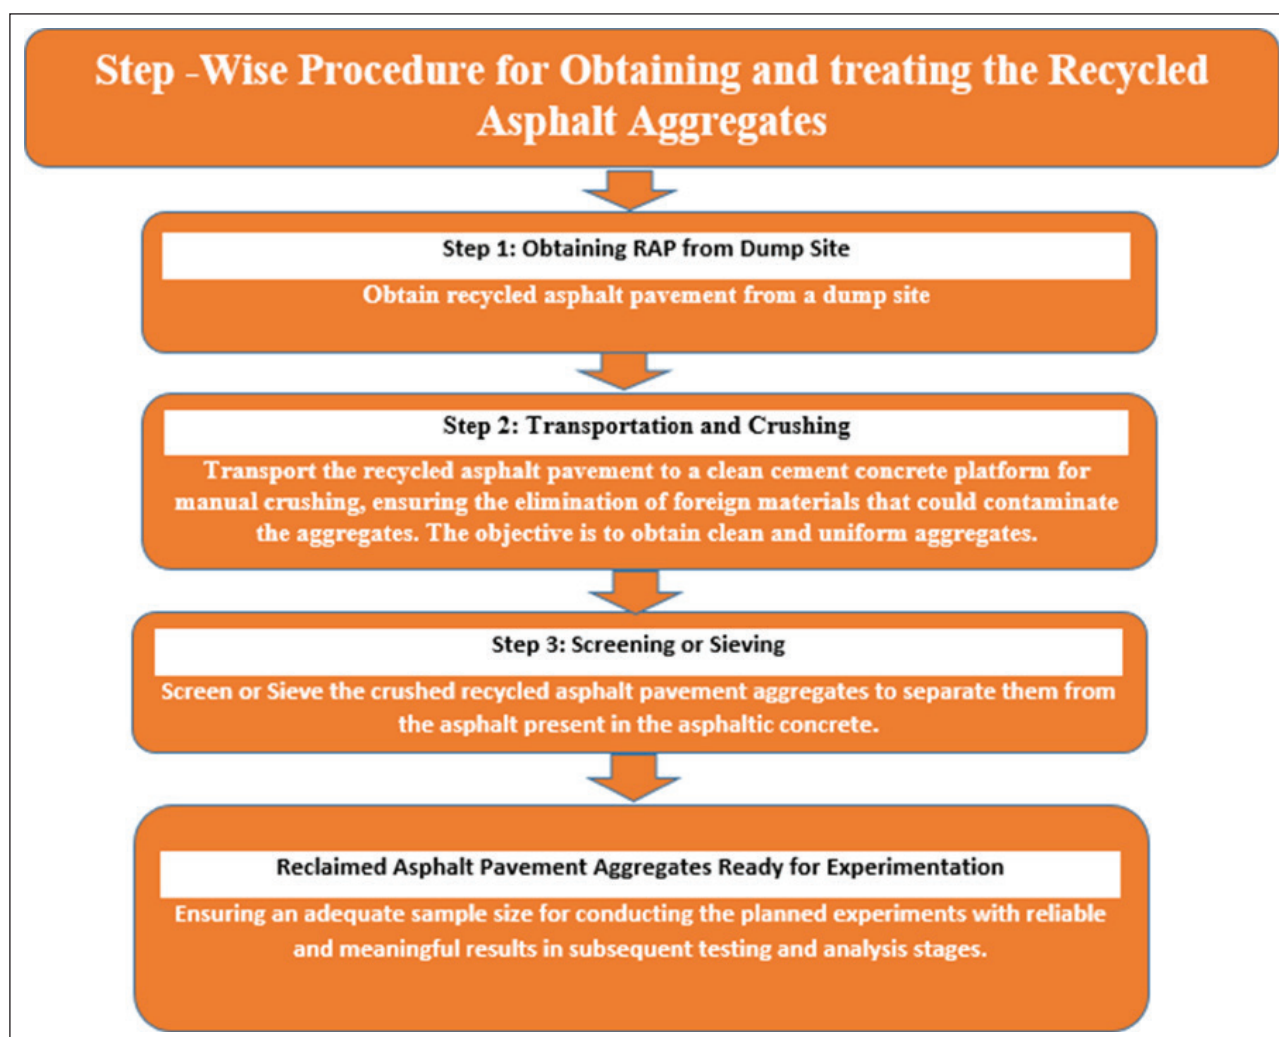 Step -Wise Procedure for Obtaining and treating the Recycled
Asphalt Aggregates
Step 1: Obtaining RAP from Dump Site
Obtain recycled asphalt pavement from a dump site
Step 2: Transportation and Crushing
Transport the recycled asphalt pavement to a clean cement concrete platform for
manual crushing, ensuring the elimination of foreign materials that could contaminate
the aggregates. The objective is to obtain clean and uniform aggregates.
Step 3: Screening or Sieving
Screen or Sieve the crushed recycled asphalt pavement aggregates to separate them from
the asphalt present in the asphaltic concrete.
Reclaimed Asphalt Pavement Aggregates Ready for Experimentation
Ensuring an adequate sample size for conducting the planned experiments with reliable
and meaningful results in subsequent testing and analysis stages.